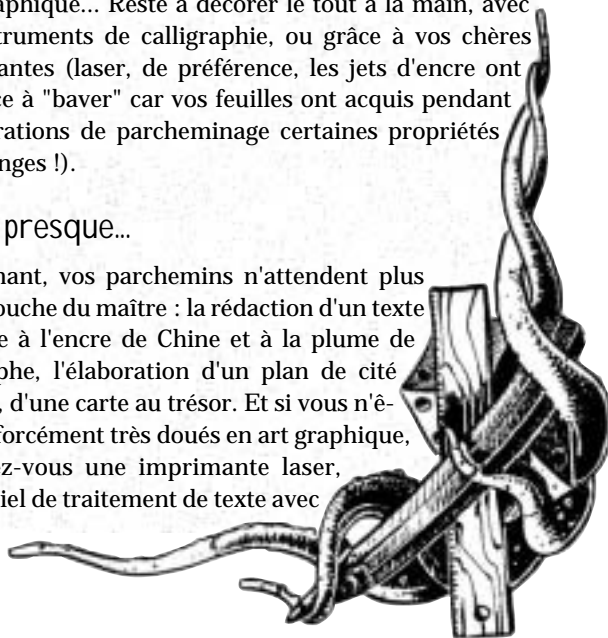 aphique... Reste à décorer le tout à la main, avec
truments de calligraphie, ou grâce à vos chères
antes (laser, de préférence, les jets d'encre ont
ce à "baver" car vos feuilles ont acquis pendant
rations de parcheminage certaines propriétés
nges !).
presque...
nant, vos parchemins n'attendent plus
ouche du maître : la rédaction d'un texte
e à l'encre de Chine et à la plume de
phe, l'élaboration d'un plan de cité
, d'une carte au trésor. Et si vous n'ê-
forcément très doués en art graphique,
ez-vous une imprimante laser,
iel de traitement de texte avec